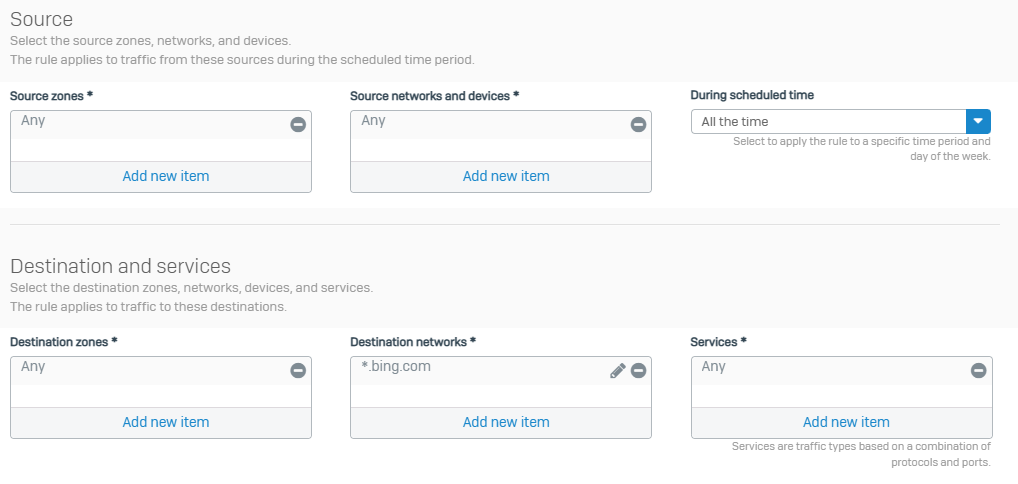 Source
Select the source zones, networks, and devices.
The rule applies to traffic from these sources during the scheduled time period.
Source zones *
Any
Add new item
Source networks and devices *
Any
Add new item
During scheduled time
All the time
Select to apply the rule to a specific time period and
day of the week.
Destination and services
Select the destination zones, networks, devices, and services.
The rule applies to traffic to these destinations.
Destination zones *
Any
Add new item
Destination networks *
*.bing.com
Add new item
Services *
Any
Add new item
Services are traffic types based on a combination of
protocols and ports.